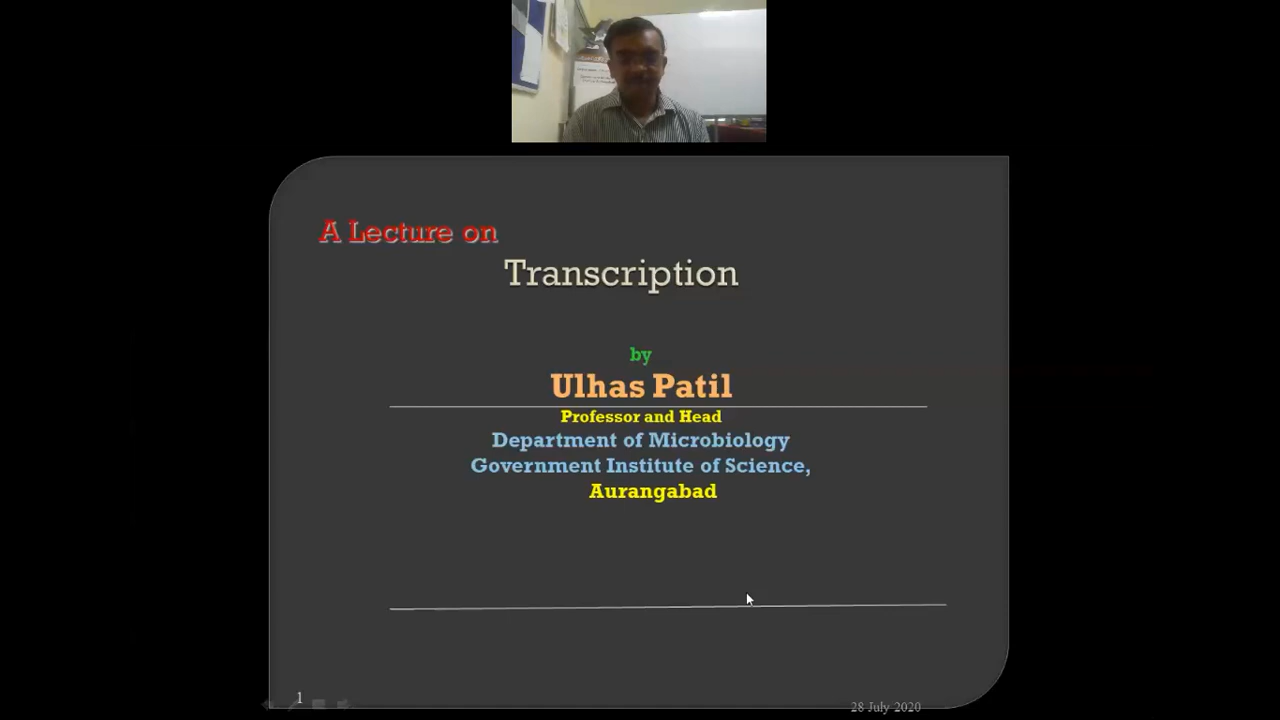 A Lecture on
Transcription
by
Ulhas Patil
Professor and Head
Department of Microbiology
Government Institute of Science,
Aurangabad
1
28 July 2020